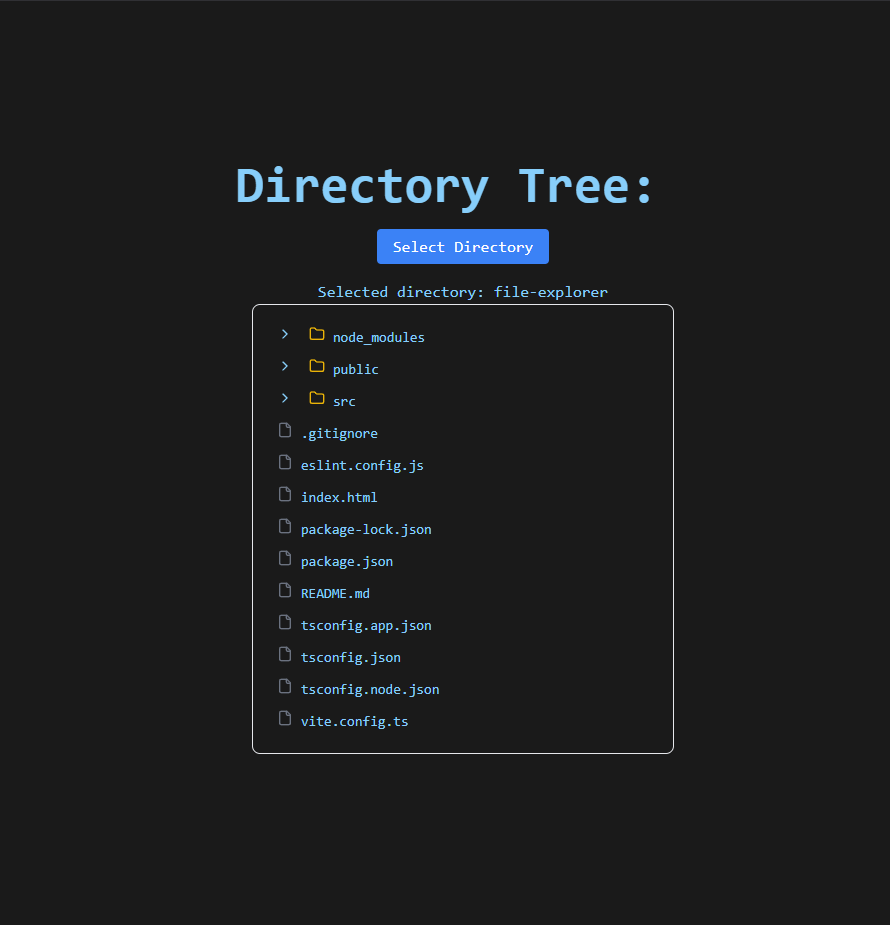 Directory Tree:
Select Directory
Selected directory: file-explorer
node_modules
public
src
.gitignore
eslint.config.js
index.html
package-lock.json
package.json
README.md
tsconfig.app.json
tsconfig.json
tsconfig.node.json
vite.config.ts